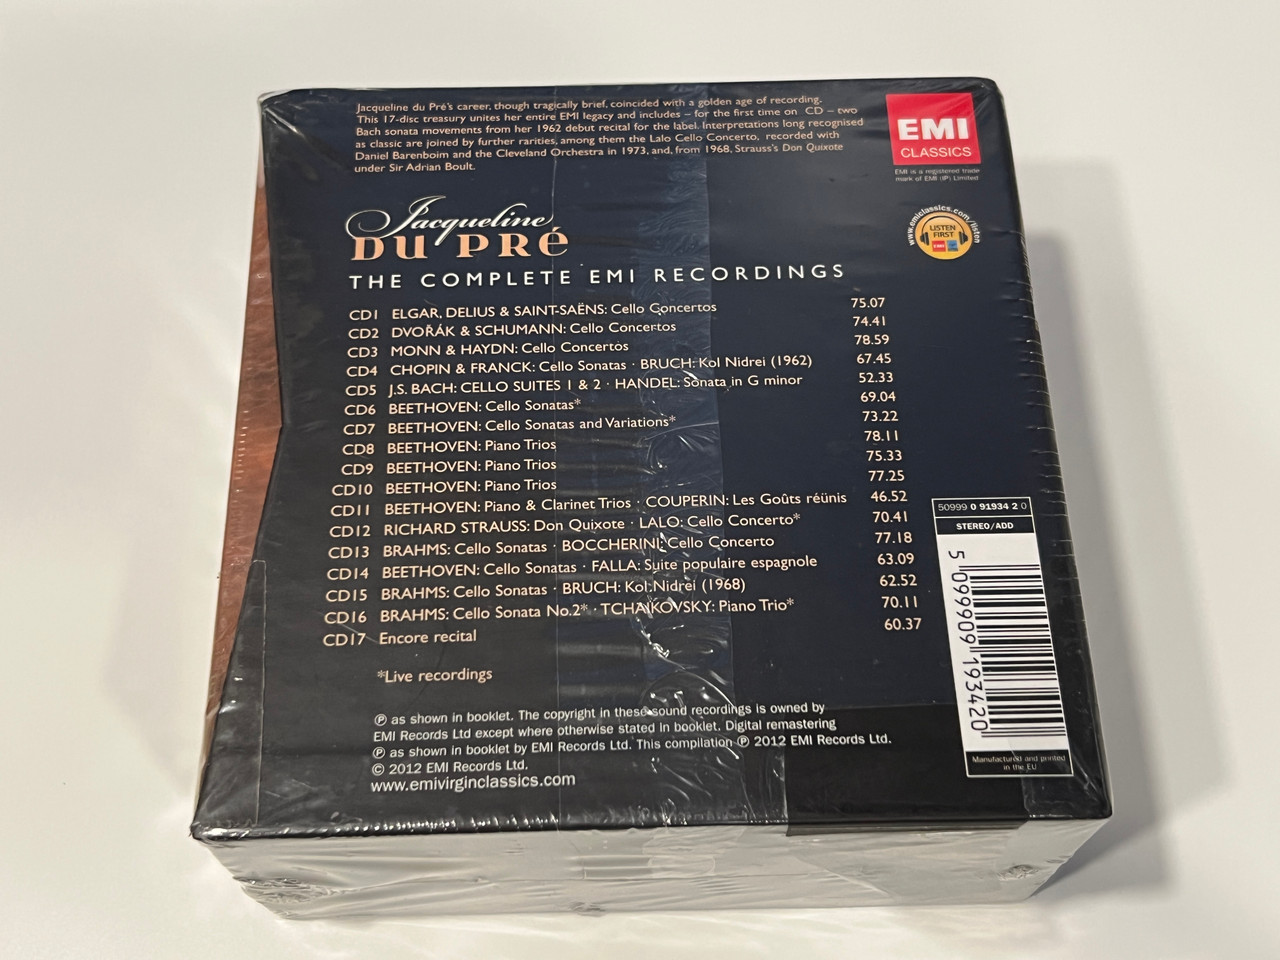 Jacqueline du Pré's career, though tragically brief, coincided with a golden age of recording.
This 17-disc treasury unites her entire EMI legacy and includes – for the first time on CD – two
Bach sonata movements from her 1962 debut recital for the label. Interpretations long recognised
as classic are joined by further rarities, among them the Lalo Cello Concerto, recorded with
Daniel Barenboim and the Cleveland Orchestra in 1973, and, from 1968, Strauss's Don Quixote
under Sir Adrian Boult.
EMI
CLASSICS
EMI is a registered trade
mark of EMI (IP) Limited
www.emiclassics.com/listen
LISTEN
FIRST
Jacqueline
DU PRÉ
THE COMPLETE EMI RECORDINGS
CD1 ELGAR, DELIUS & SAINT-SAËNS: Cello Concertos 75.07
CD2 DVOŘÁK & SCHUMANN: Cello Concertos 74.41
CD3 MONN & HAYDN: Cello Concertos 78.59
CD4 CHOPIN & FRANCK: Cello Sonatas · BRUCH: Kol Nidrei (1962) 67.45
CD5 J.S. BACH: CELLO SUITES 1 & 2 · HANDEL: Sonata in G minor 52.33
CD6 BEETHOVEN: Cello Sonatas* 69.04
CD7 BEETHOVEN: Cello Sonatas and Variations* 73.22
CD8 BEETHOVEN: Piano Trios 78.11
CD9 BEETHOVEN: Piano Trios 75.33
CD10 BEETHOVEN: Piano Trios 77.25
CD11 BEETHOVEN: Piano & Clarinet Trios · COUPERIN: Les Goûts réünis 46.52
CD12 RICHARD STRAUSS: Don Quixote · LALO: Cello Concerto* 70.41
CD13 BRAHMS: Cello Sonatas · BOCCHERINI: Cello Concerto 77.18
CD14 BEETHOVEN: Cello Sonatas · FALLA: Suite populaire espagnole 63.09
CD15 BRAHMS: Cello Sonatas · BRUCH: Kol Nidrei (1968) 62.52
CD16 BRAHMS: Cello Sonata No.2* · TCHAIKOVSKY: Piano Trio* 70.11
CD17 Encore recital 60.37
*Live recordings
50999 0 91934 2 0
STEREO/ADD
5 099909 193420
Manufactured and printed
in the EU
℗ as shown in booklet. The copyright in these sound recordings is owned by
EMI Records Ltd except where otherwise stated in booklet. Digital remastering
℗ as shown in booklet by EMI Records Ltd. This compilation ℗ 2012 EMI Records Ltd.
© 2012 EMI Records Ltd.
www.emivirginclassics.com